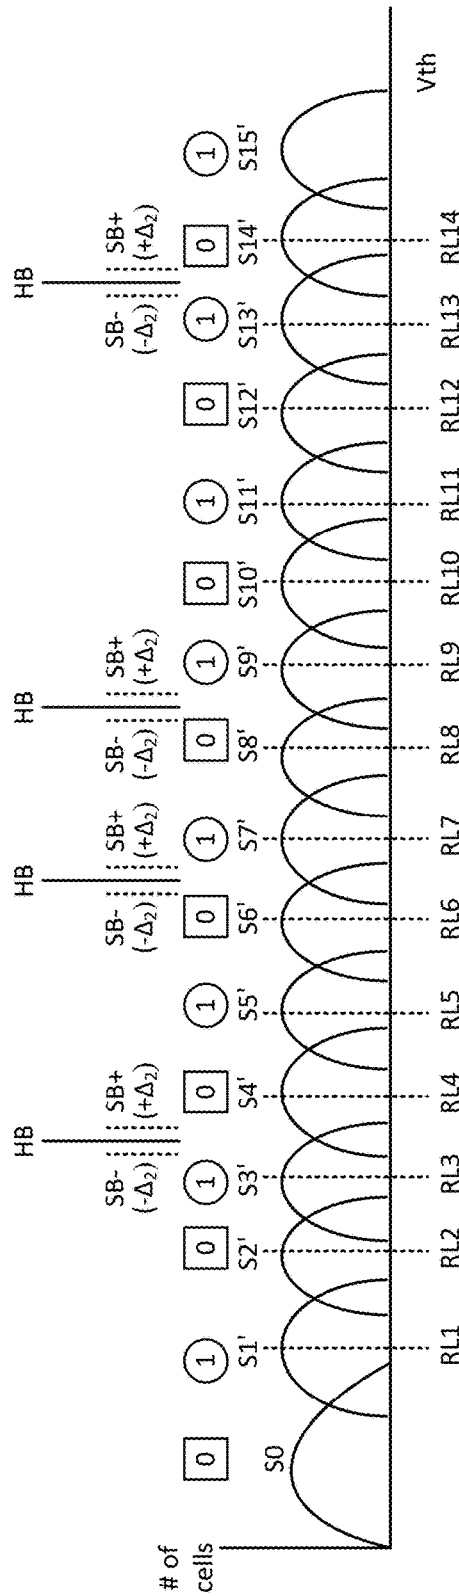 HB HB HB HB
SB- SB+ SB- SB+ SB- SB+ SB- SB+
(-Δ₂) (+Δ₂) (-Δ₂) (+Δ₂) (-Δ₂) (+Δ₂) (-Δ₂) (+Δ₂)
# of
cells
0 1 0 1 0 1 0 1 0 1 0 1 0 1 0 1
S0 S1' S2' S3' S4' S5' S6' S7' S8' S9' S10' S11' S12' S13' S14' S15'
Vth
RL1 RL2 RL3 RL4 RL5 RL6 RL7 RL8 RL9 RL10 RL11 RL12 RL13 RL14